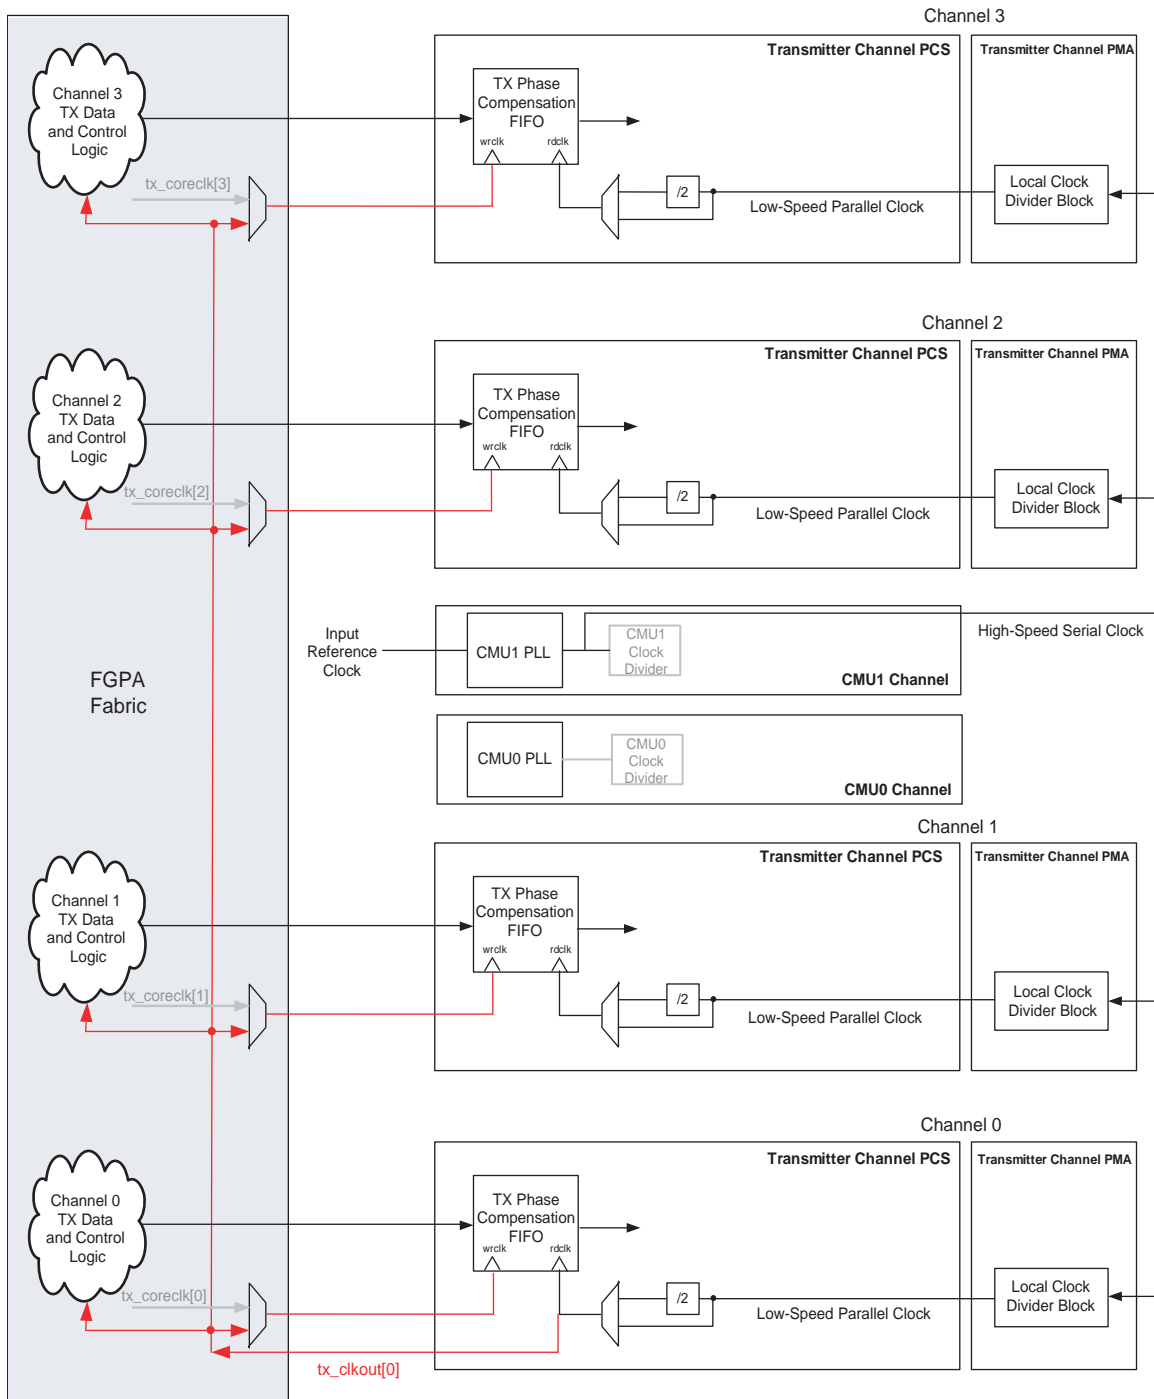 Channel 3
Transmitter Channel PCS
Transmitter Channel PMA
Channel 3
TX Data
and Control
Logic
TX Phase
Compensation
FIFO
wrclk
rdclk
tx_coreclk[3]
/2
Low-Speed Parallel Clock
Local Clock
Divider Block
Channel 2
Transmitter Channel PCS
Transmitter Channel PMA
Channel 2
TX Data
and Control
Logic
TX Phase
Compensation
FIFO
wrclk
rdclk
tx_coreclk[2]
/2
Low-Speed Parallel Clock
Local Clock
Divider Block
Input
Reference
Clock
CMU1 PLL
CMU1
Clock
Divider
High-Speed Serial Clock
CMU1 Channel
FGPA
Fabric
CMU0 PLL
CMU0
Clock
Divider
CMU0 Channel
Channel 1
Transmitter Channel PCS
Transmitter Channel PMA
Channel 1
TX Data
and Control
Logic
TX Phase
Compensation
FIFO
wrclk
rdclk
tx_coreclk[1]
/2
Low-Speed Parallel Clock
Local Clock
Divider Block
Channel 0
Transmitter Channel PCS
Transmitter Channel PMA
Channel 0
TX Data
and Control
Logic
TX Phase
Compensation
FIFO
wrclk
rdclk
tx_coreclk[0]
/2
Low-Speed Parallel Clock
Local Clock
Divider Block
tx_clkout[0]